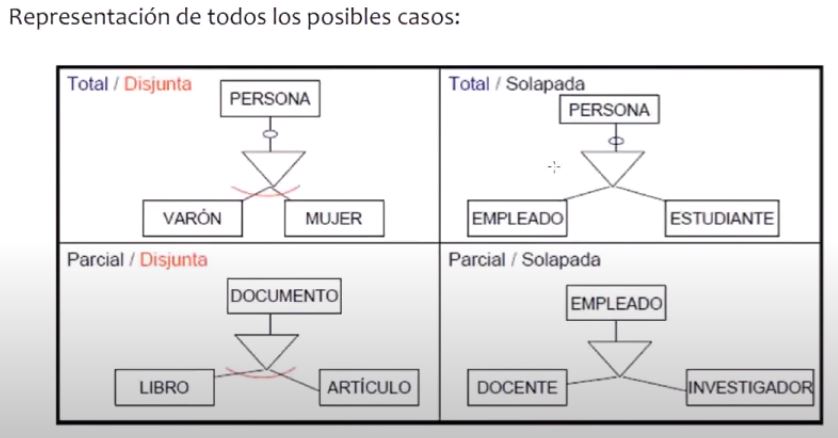 Representación de todos los posibles casos:
Total / Disjunta
PERSONA
VARÓN
MUJER
Total / Solapada
PERSONA
EMPLEADO
ESTUDIANTE
Parcial / Disjunta
DOCUMENTO
LIBRO
ARTÍCULO
Parcial / Solapada
EMPLEADO
DOCENTE
INVESTIGADOR